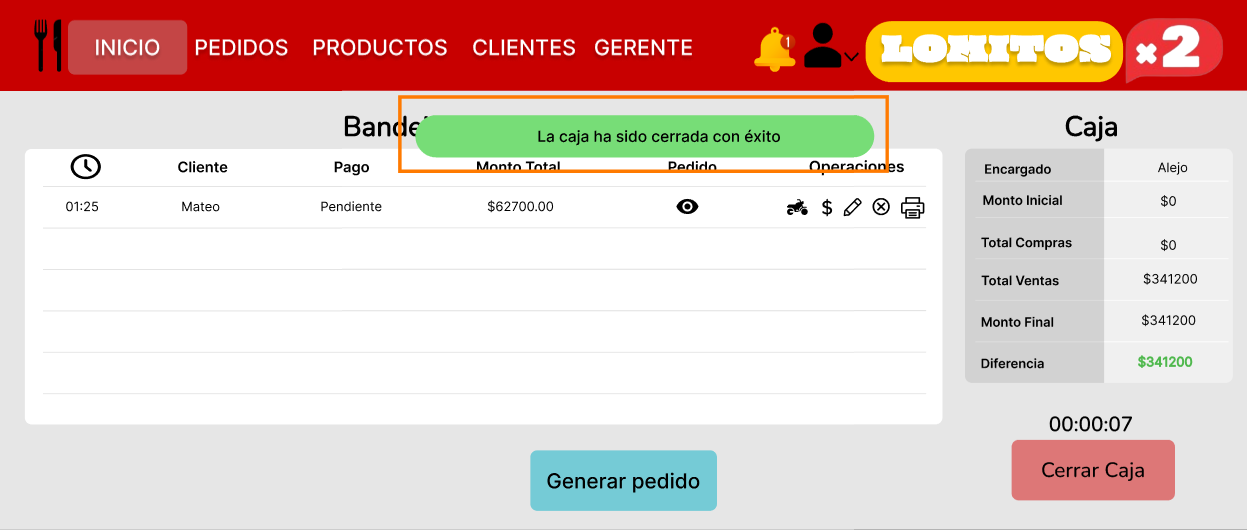 INICIO PEDIDOS PRODUCTOS CLIENTES GERENTE 1 LOMITOS x2
La caja ha sido cerrada con éxito
Caja
Cliente Pago Monto Total Pedido Operaciones
01:25 Mateo Pendiente $62700.00 $
Encargado Alejo
Monto Inicial $0
Total Compras $0
Total Ventas $341200
Monto Final $341200
Diferencia $341200
00:00:07
Generar pedido
Cerrar Caja